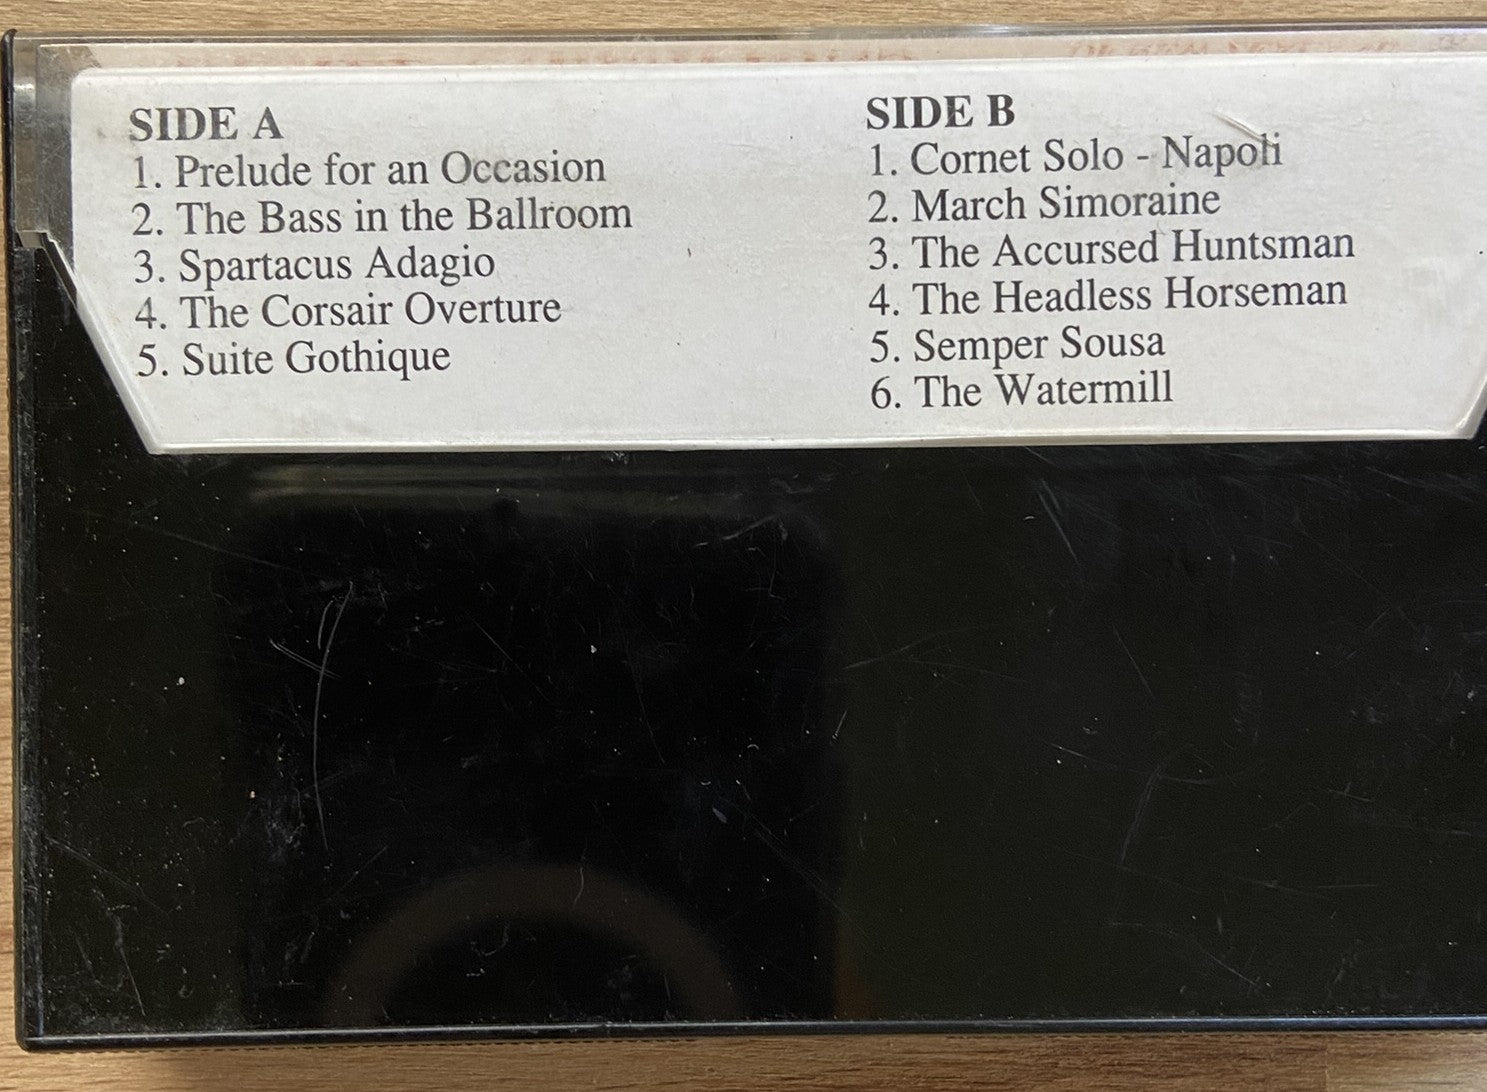 SIDE A
1. Prelude for an Occasion
2. The Bass in the Ballroom
3. Spartacus Adagio
4. The Corsair Overture
5. Suite Gothique
SIDE B
1. Cornet Solo - Napoli
2. March Simoraine
3. The Accursed Huntsman
4. The Headless Horseman
5. Semper Sousa
6. The Watermill